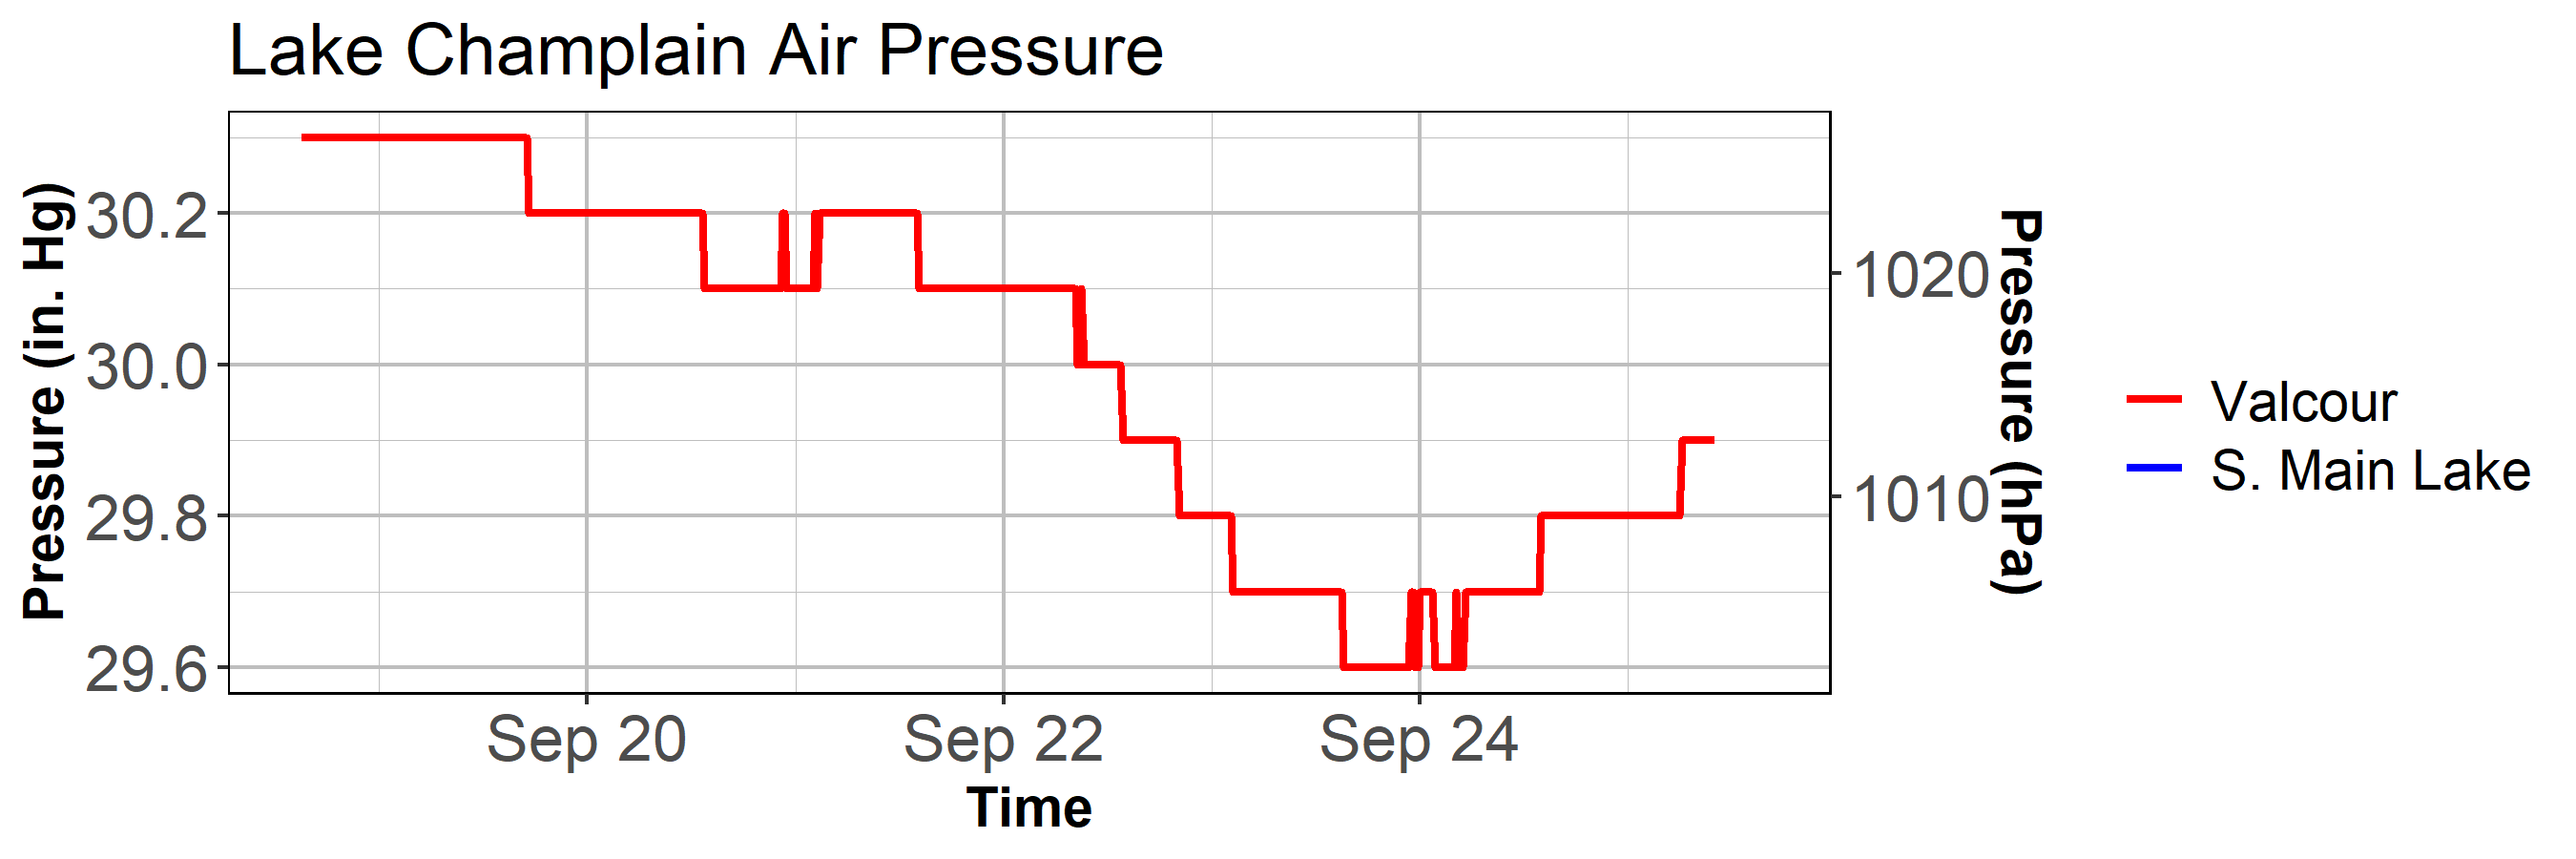 Lake Champlain Air Pressure
Pressure (in. Hg)
30.2
30.0
29.8
29.6
Sep 20
Sep 22
Sep 24
Time
1020
1010
Pressure (hPa)
Valcour
S. Main Lake